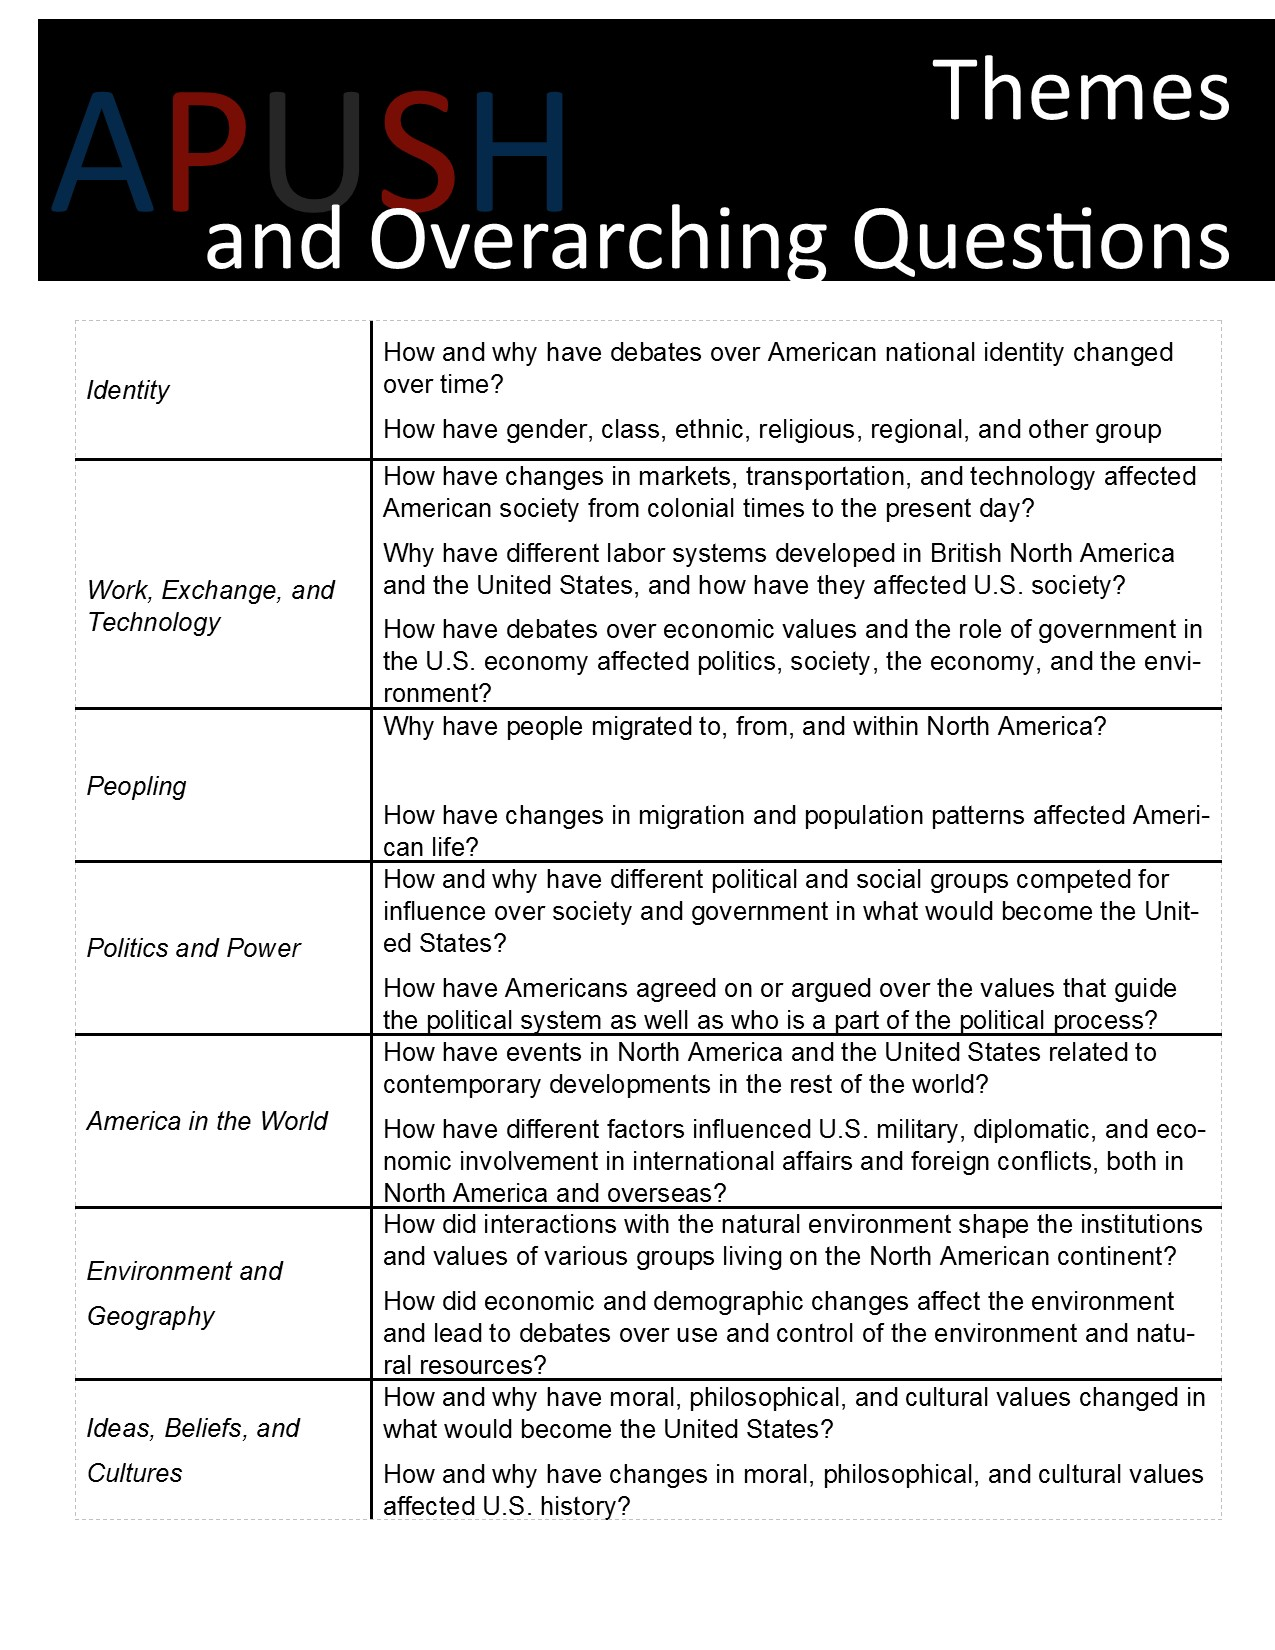 APUSH
Themes
and Overarching Questions
Identity
How and why have debates over American national identity changed
over time?
How have gender, class, ethnic, religious, regional, and other group
Work, Exchange, and
Technology
How have changes in markets, transportation, and technology affected
American society from colonial times to the present day?
Why have different labor systems developed in British North America
and the United States, and how have they affected U.S. society?
How have debates over economic values and the role of government in
the U.S. economy affected politics, society, the economy, and the envi-
ronment?
Peopling
Why have people migrated to, from, and within North America?
How have changes in migration and population patterns affected Ameri-
can life?
Politics and Power
How and why have different political and social groups competed for
influence over society and government in what would become the Unit-
ed States?
How have Americans agreed on or argued over the values that guide
the political system as well as who is a part of the political process?
America in the World
How have events in North America and the United States related to
contemporary developments in the rest of the world?
How have different factors influenced U.S. military, diplomatic, and eco-
nomic involvement in international affairs and foreign conflicts, both in
North America and overseas?
Environment and
Geography
How did interactions with the natural environment shape the institutions
and values of various groups living on the North American continent?
How did economic and demographic changes affect the environment
and lead to debates over use and control of the environment and natu-
ral resources?
Ideas, Beliefs, and
Cultures
How and why have moral, philosophical, and cultural values changed in
what would become the United States?
How and why have changes in moral, philosophical, and cultural values
affected U.S. history?